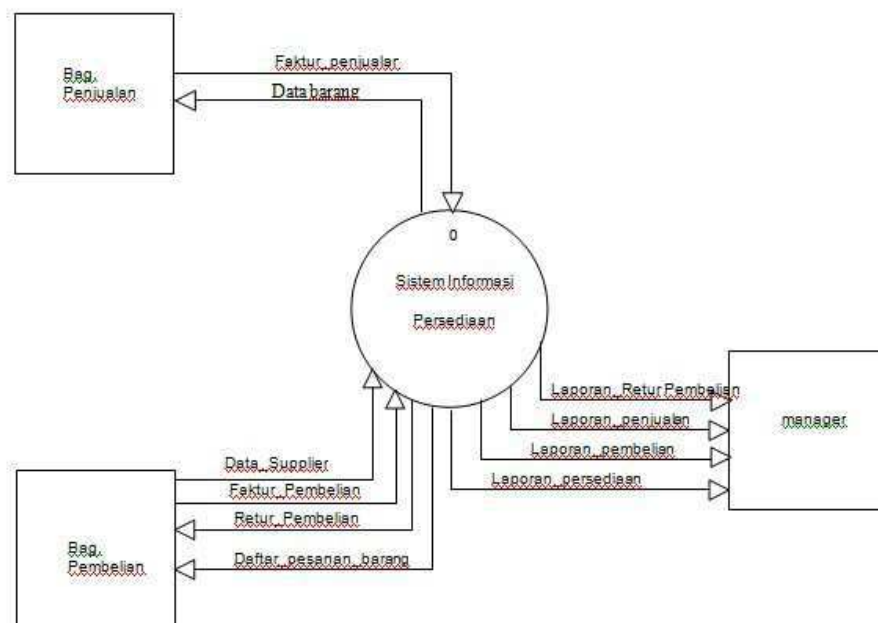 Bag.
Penjualan
Faktur_penjualar
Data barang
0
Sistem Informasi
Persediaan
Laporan_Retur Pembelian
Laporan_penjualan
Laporan_pembelian
Laporan_persediaan
manager
Data_Supplier
Faktur_Pembelian
Retur_Pembelian
Daftar_pesanan_barang
Bag.
Pembelian